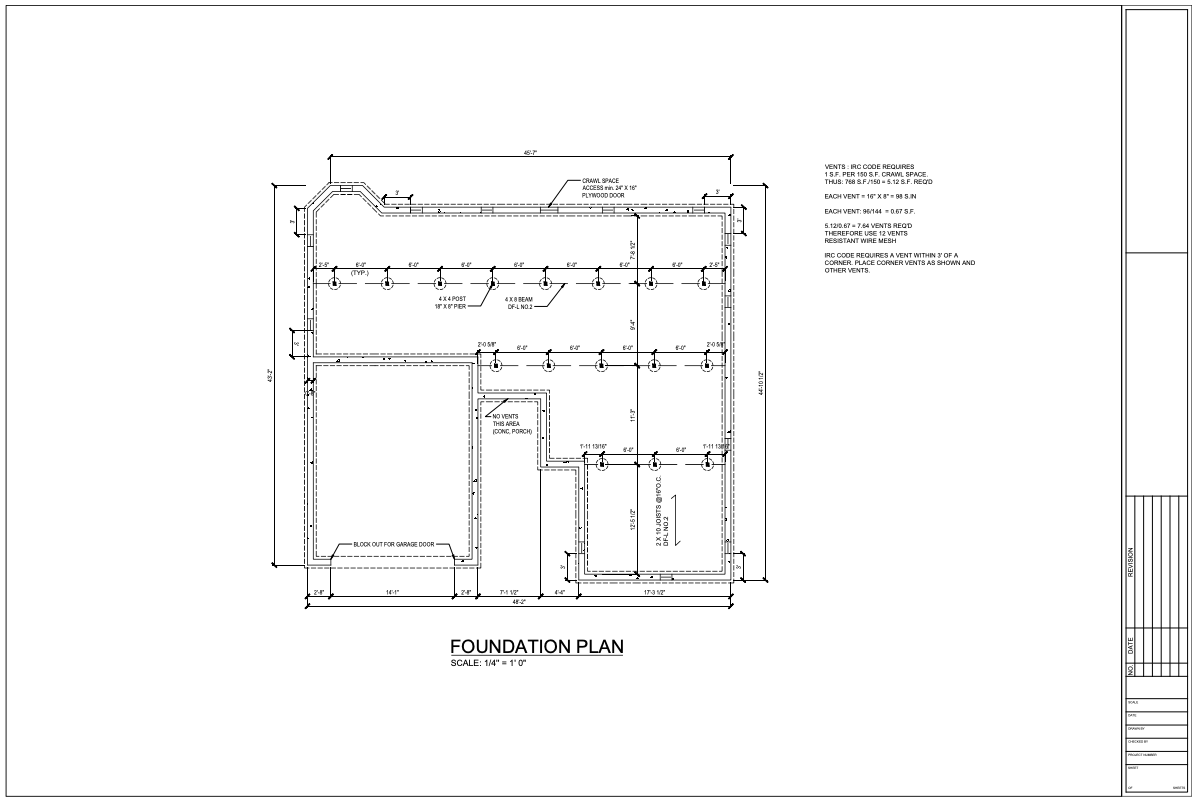 45'-7"
CRAWL SPACE
ACCESS min. 24" X 16"
PLYWOOD DOOR
3'
3'
3'
3'
VENTS : IRC CODE REQUIRES
1 S.F. PER 150 S.F. CRAWL SPACE.
THUS: 768 S.F./150 = 5.12 S.F. REQ'D
EACH VENT = 16" X 8" = 98 S.IN
EACH VENT: 96/144 = 0.67 S.F.
5.12/0.67 = 7.64 VENTS REQ'D
THEREFORE USE 12 VENTS
RESISTANT WIRE MESH
IRC CODE REQUIRES A VENT WITHIN 3' OF A
CORNER. PLACE CORNER VENTS AS SHOWN AND
OTHER VENTS.
7'-8 1/2"
2'-5" 6'-0" 6'-0" 6'-0" 6'-0" 6'-0" 6'-0" 6'-0" 2'-5"
(TYP.)
4 X 4 POST
18" X 8" PIER
4 X 8 BEAM
DF-L NO.2
9'-4"
2'-0 5/8" 6'-0" 6'-0" 6'-0" 6'-0" 2'-0 5/8"
43'-2"
44'-10 1/2"
NO VENTS
THIS AREA
(CONC, PORCH)
11'-3"
1'-11 13/16" 6'-0" 6'-0" 1'-11 13/16"
2 X 10 JOISTS @16"O.C.
DF-L NO.2
12'-5 1/2"
BLOCK OUT FOR GARAGE DOOR
3'
3'
2'-8" 14'-1" 2'-8" 7'-1 1/2" 4'-4" 17'-3 1/2"
48'-2"
FOUNDATION PLAN
SCALE: 1/4" = 1' 0"
REVISION
DATE
NO.
SCALE
DATE
DRAWN BY
CHECKED BY
PROJECT NUMBER
SHEET
OF SHEETS